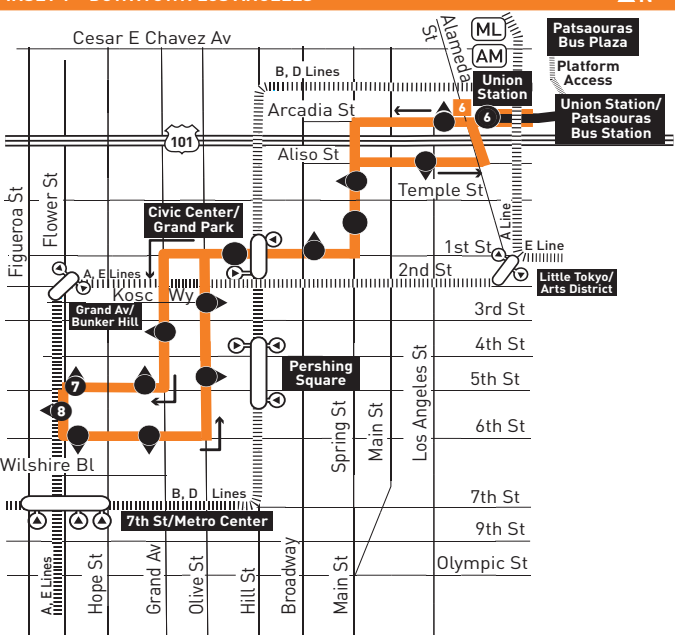 Cesar E Chavez Av
Alameda
St
ML
AM
Patsaouras
Bus Plaza
Platform
Access
B, D Lines
Union
Station
Union Station/
Patsaouras
Bus Station
Arcadia St
6
6
101
Aliso St
Temple St
Figueroa St
Flower St
Civic Center/
Grand Park
A Line
1st St
E Line
A, E Lines
2nd St
Little Tokyo/
Arts District
Kosc Wy
Grand Av/
Bunker Hill
3rd St
4th St
Pershing
Square
5th St
7
8
6th St
Spring St
Main St
Los Angeles St
Wilshire Bl
B, D Lines
7th St
7th St/Metro Center
9th St
Olympic St
A, E Lines
Hope St
Grand Av
Olive St
Hill St
Broadway
Main St